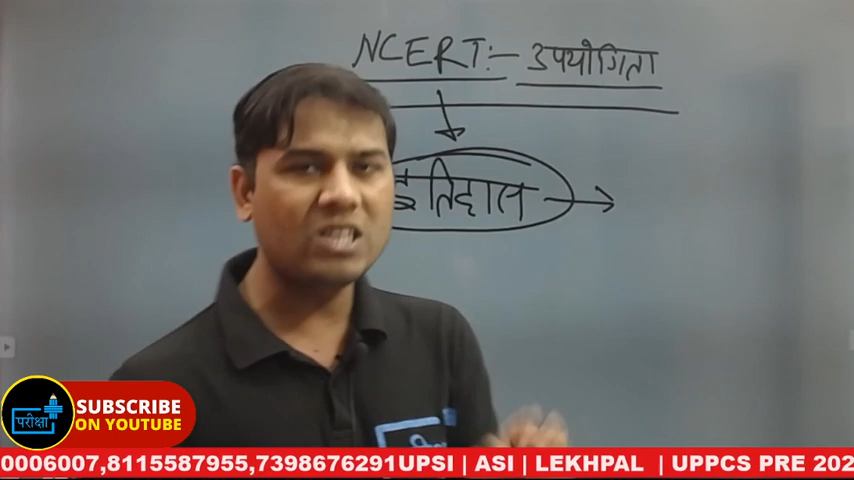 NCERT:- उपयोगिता
इतिहास
परीक्षा
SUBSCRIBE
ON YOUTUBE
0006007,8115587955,7398676291UPSI | ASI | LEKHPAL | UPPCS PRE 202